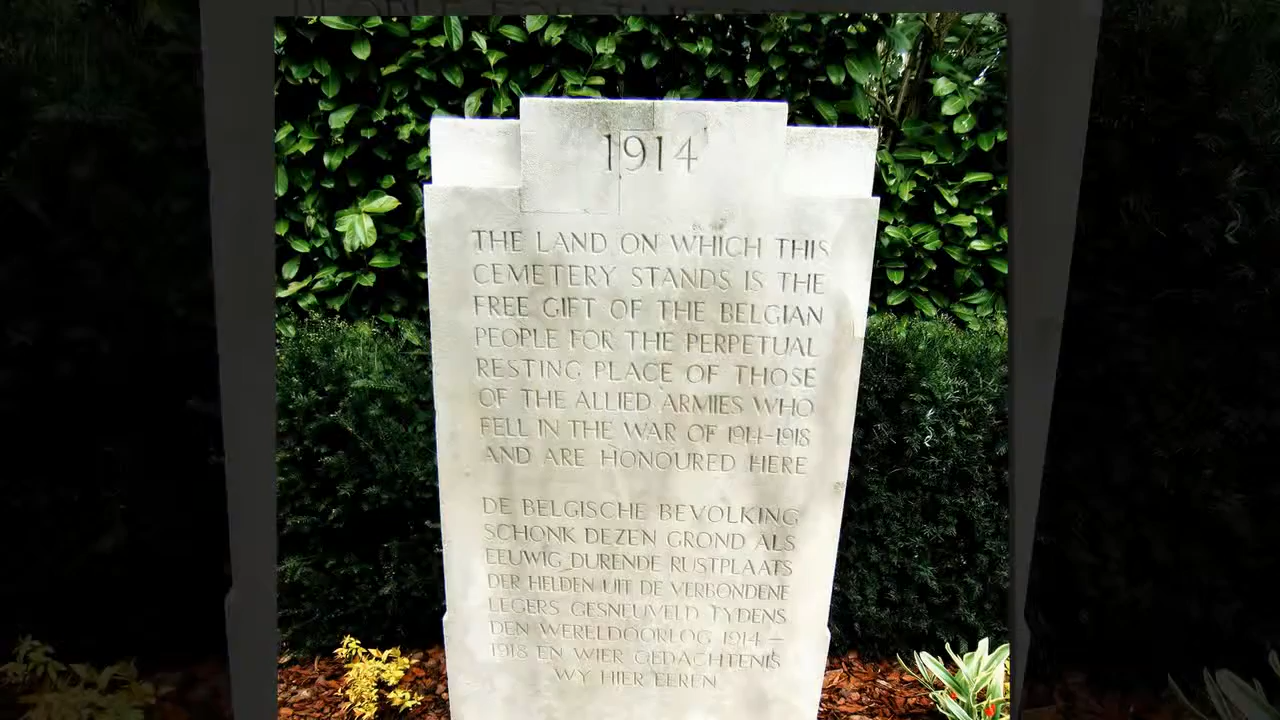 1914
THE LAND ON WHICH THIS
CEMETERY STANDS IS THE
FREE GIFT OF THE BELGIAN
PEOPLE FOR THE PERPETUAL
RESTING PLACE OF THOSE
OF THE ALLIED ARMIES WHO
FELL IN THE WAR OF 1914-1918
AND ARE HONOURED HERE
DE BELGISCHE BEVOLKING
SCHONK DEZEN GROND ALS
EEUWIG DURENDE RUSTPLAATS
DER HELDEN UIT DE VERBONDENE
LEGERS GESNEUVELD TYDENS
DEN WERELDOORLOG 1914 –
1918 EN WIER GEDACHTENIS
WY HIER EEREN